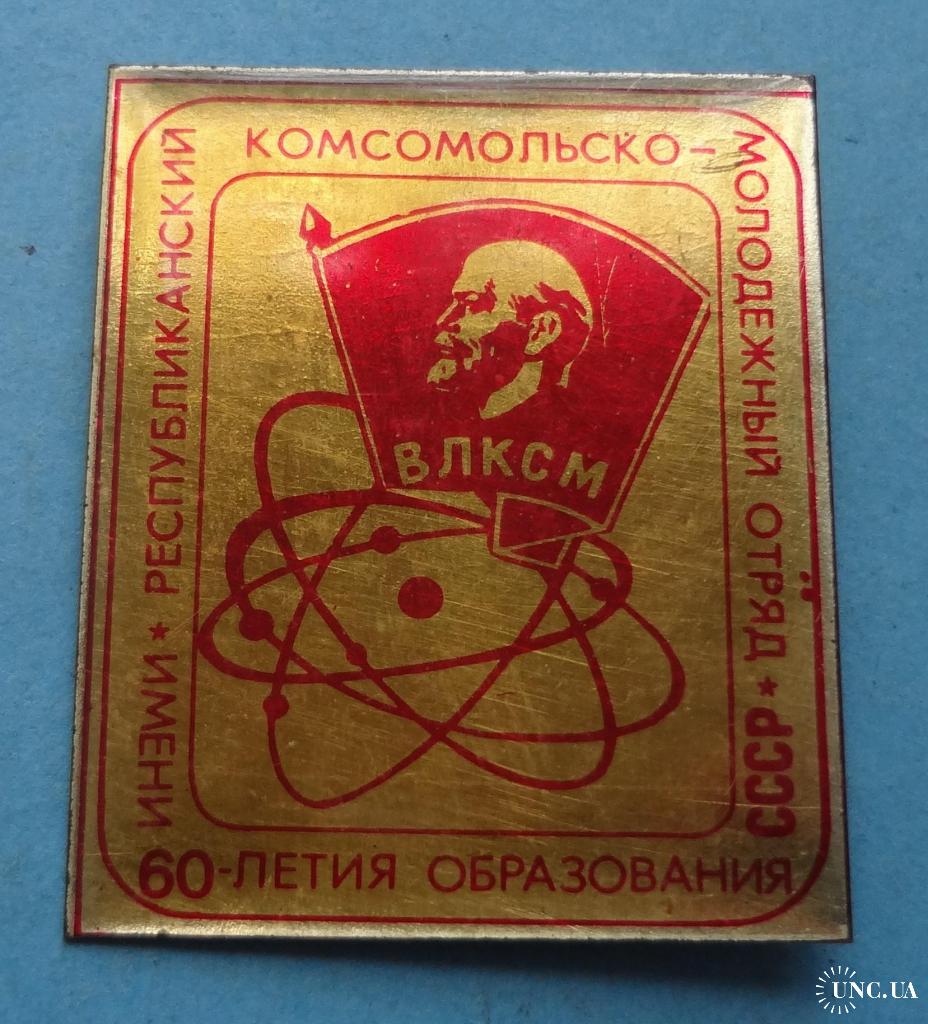 РЕСПУБЛИКАНСКИЙ
КОМСОМОЛЬСКО-
МОЛОДЕЖНЫЙ ОТРЯД ★
★ ИМЕНИ
60-ЛЕТИЯ ОБРАЗОВАНИЯ
СССР
ВЛКСМ
UNC.UA